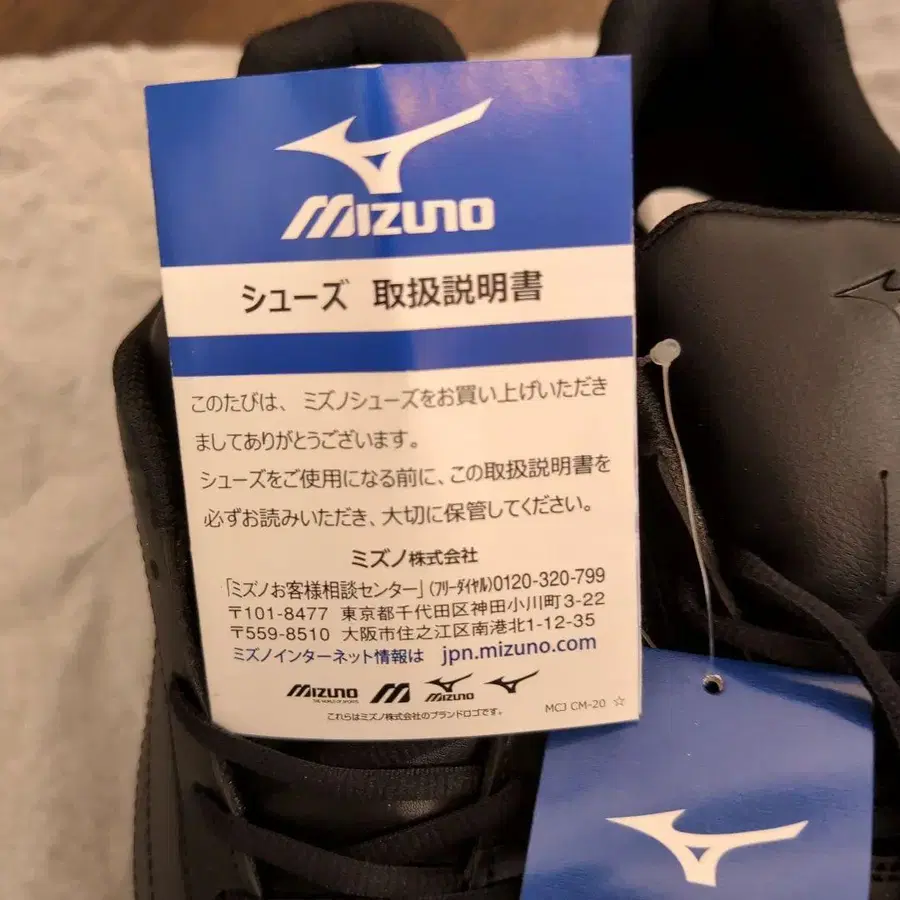 MIZUNO
シューズ 取扱説明書
このたびは、ミズノシューズをお買い上げいただき
ましてありがとうございます。
シューズをご使用になる前に、この取扱説明書を
必ずお読みいただき、大切に保管してください。
ミズノ株式会社
「ミズノお客様相談センター」(フリーダイヤル)0120-320-799
〒101-8477 東京都千代田区神田小川町3-22
〒559-8510 大阪市住之江区南港北1-12-35
ミズノインターネット情報は jpn.mizuno.com
MIZUNO
THE WORLD OF SPORTS
MIZUNO
これらはミズノ株式会社のブランドロゴです。
MCJ CM-20 ☆